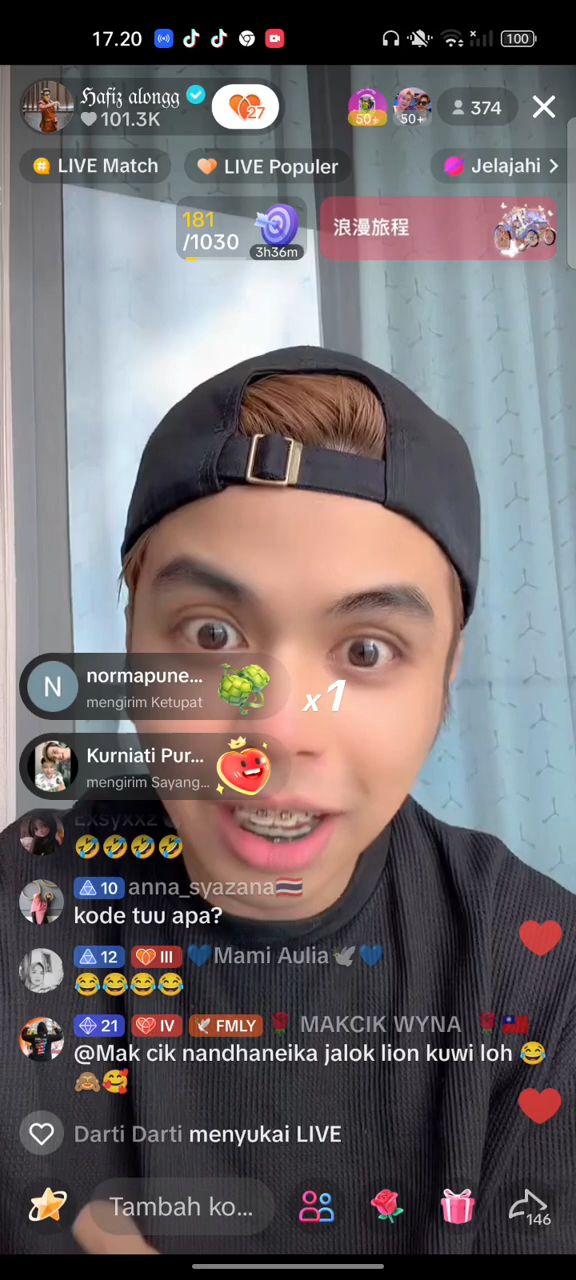 17.20
100
Hafiz alongg
101.3K
27
50+
50+
374
LIVE Match
LIVE Populer
Jelajahi
181
/1030
3h36m
浪漫旅程
N
normapune...
mengirim Ketupat
x1
Kurniati Pur...
mengirim Sayang...
🤣🤣🤣🤣
10 anna_syazana🇹🇭
kode tuu apa?
12 III 💙Mami Aulia🕊💙
😂😂😂😂
21 IV FMLY 🌹 MAKCIK WYNA 🌹🇹🇼
@Mak cik nandhaneika jalok lion kuwi loh 😂
🙈🥰
Darti Darti menyukai LIVE
Tambah ko...
146